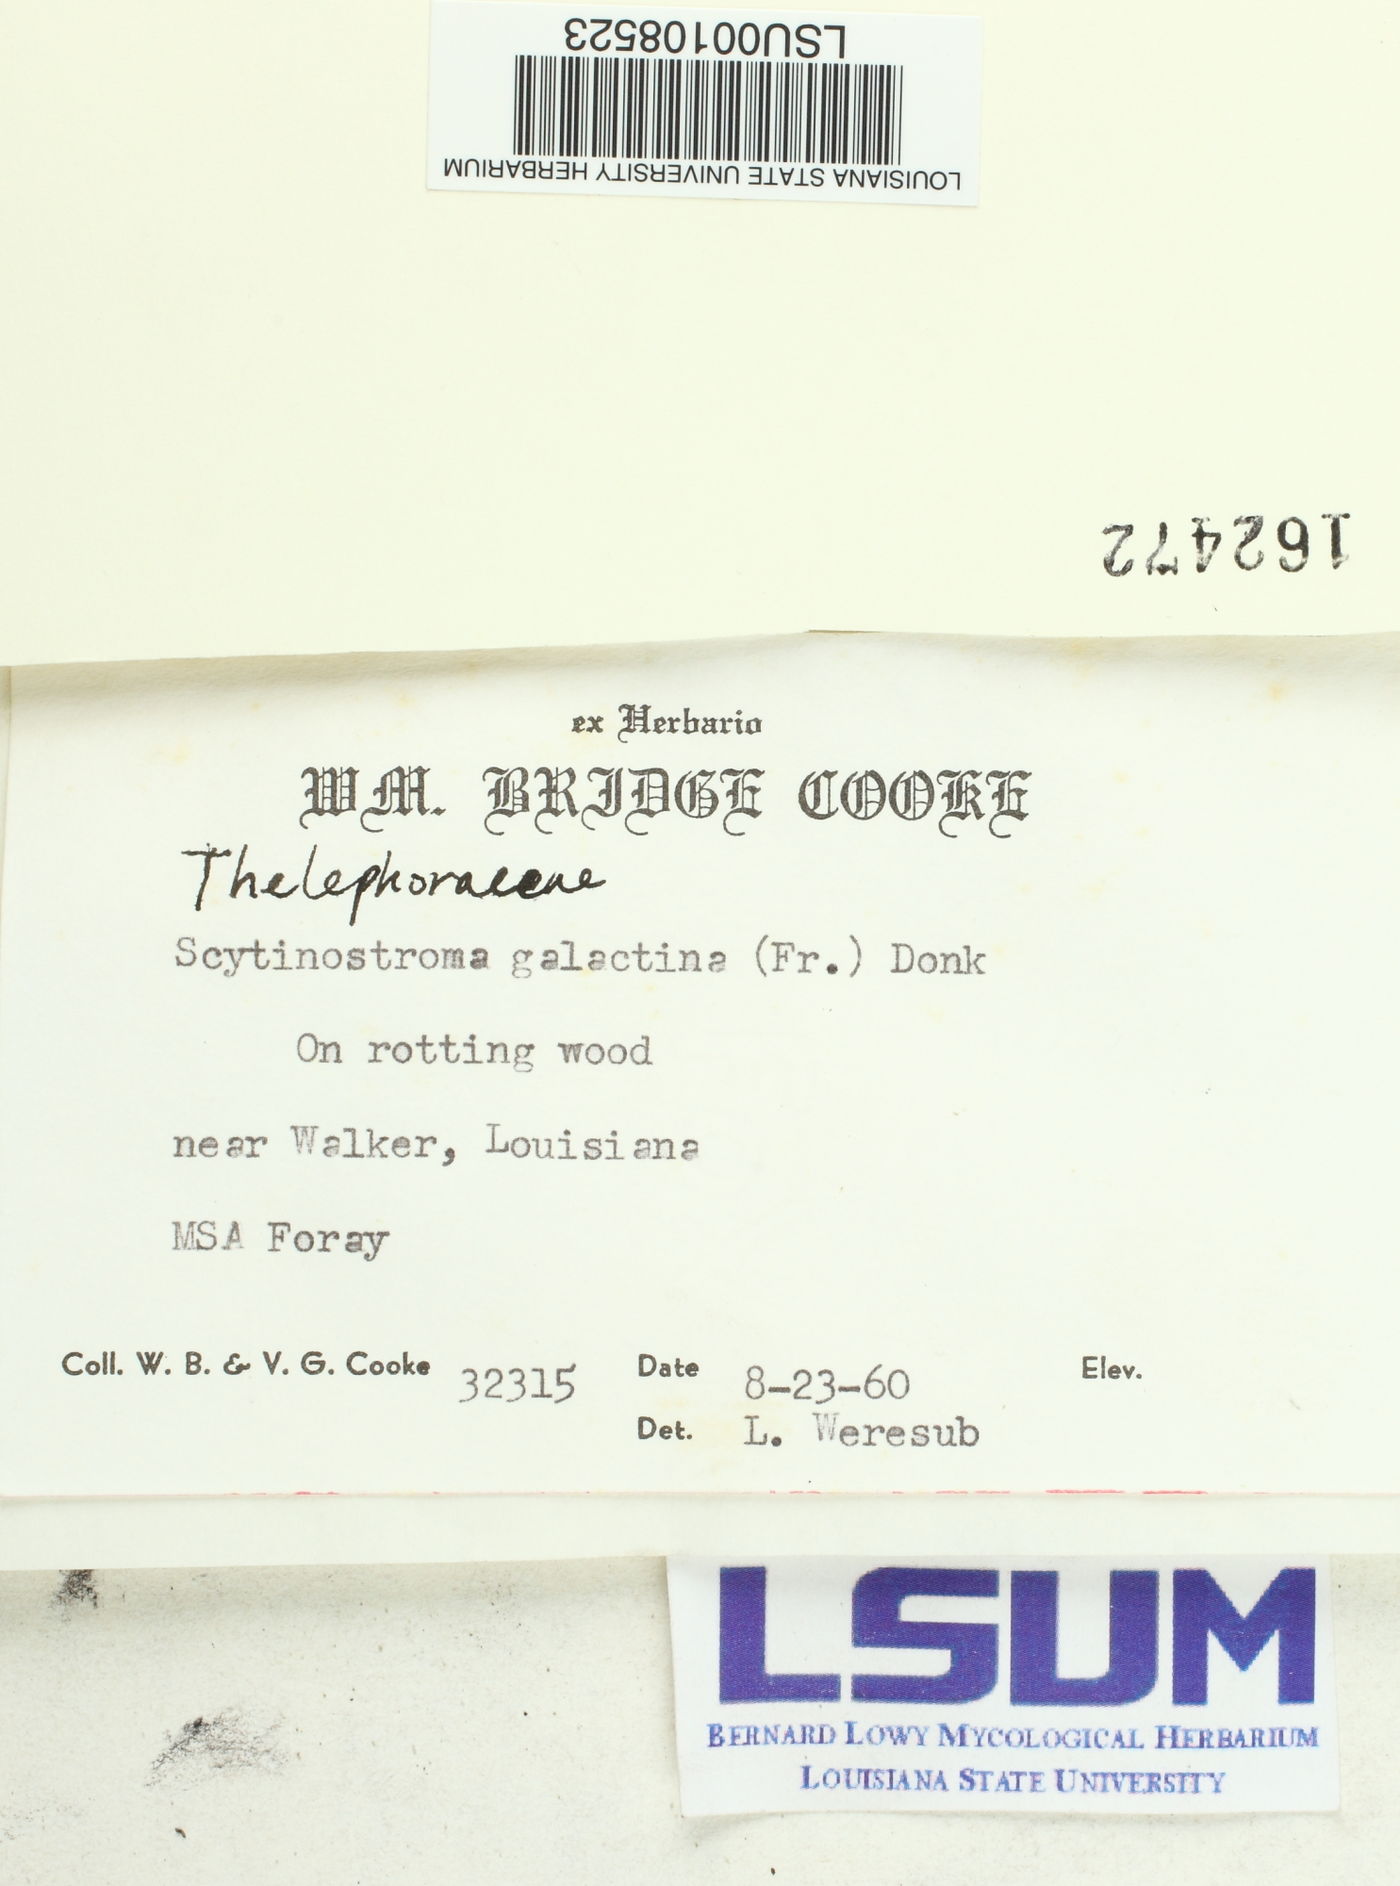 LSU00108523
LOUISIANA STATE UNIVERSITY HERBARIUM
162472
ex Herbario
WM. BRIDGE COOKE
Thelephoraceae
Scytinostroma galactina (Fr.) Donk
On rotting wood
near Walker, Louisiana
MSA Foray
Coll. W. B. & V. G. Cooke 32315 Date 8-23-60 Elev.
Det. L. Weresub
LSUM
BERNARD LOWY MYCOLOGICAL HERBARIUM
LOUISIANA STATE UNIVERSITY